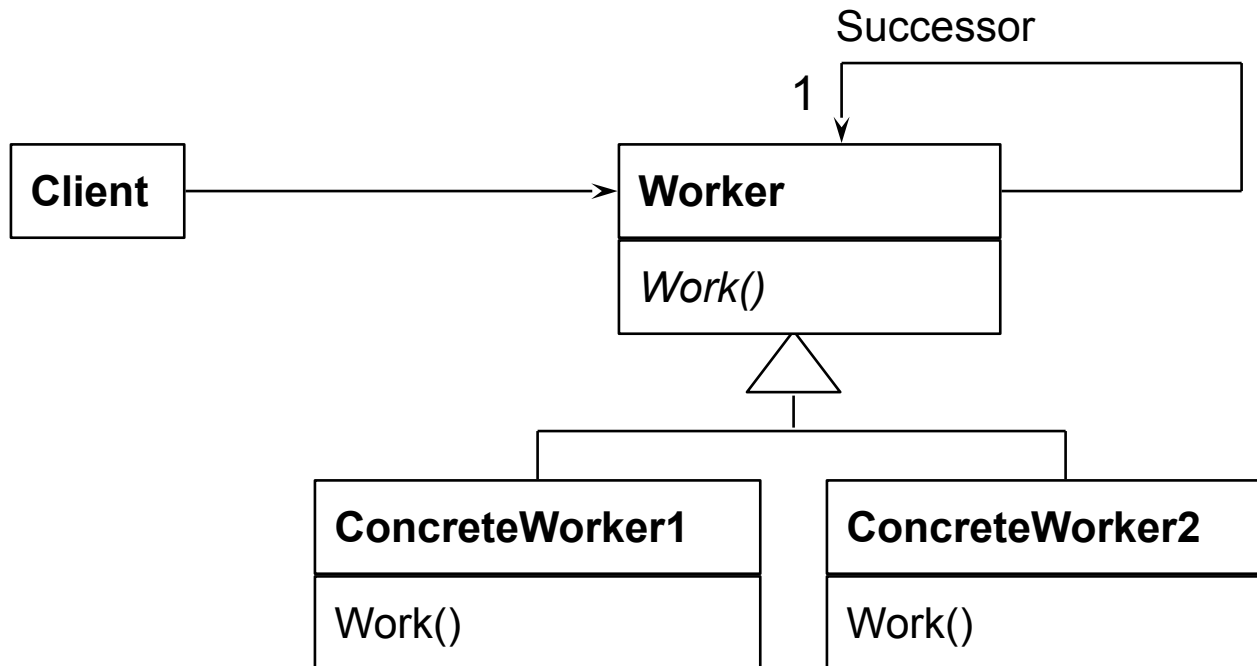 Successor
1
Client
Worker
Work()
ConcreteWorker1
ConcreteWorker2
Work()
Work()